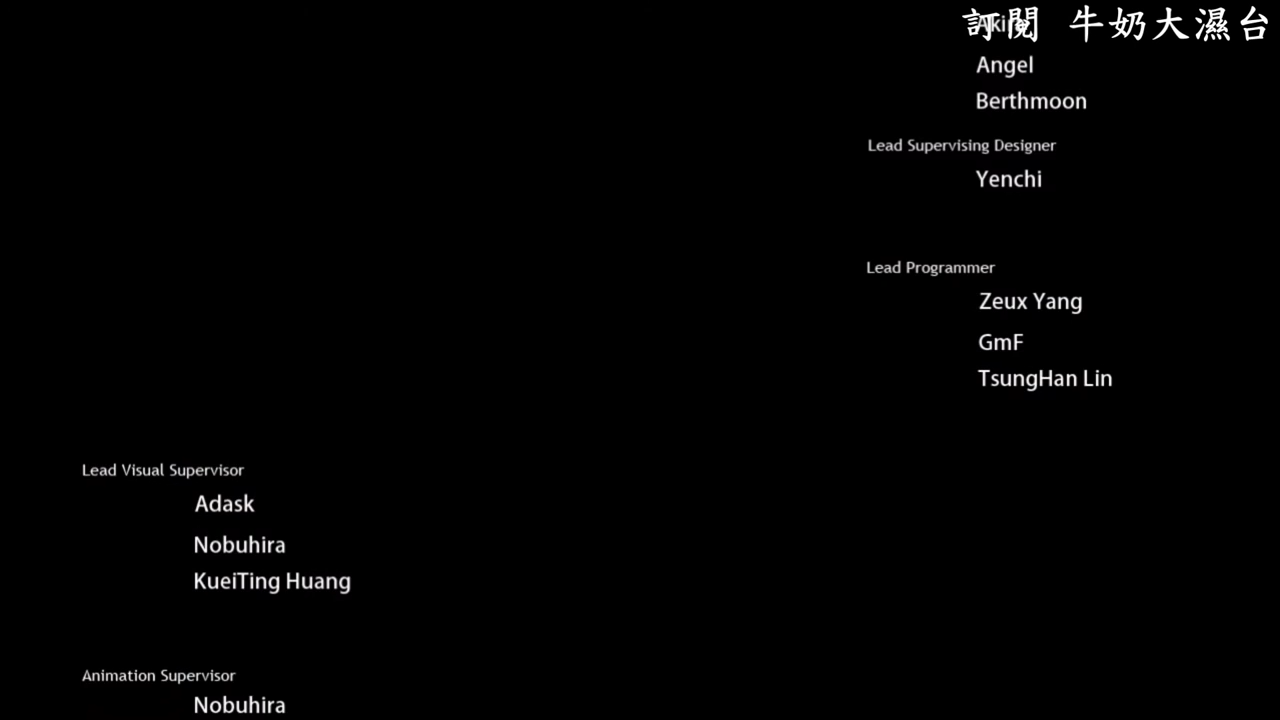 訂閱 牛奶大濕台
Angel
Berthmoon
Lead Supervising Designer
Yenchi
Lead Programmer
Zeux Yang
GmF
TsungHan Lin
Lead Visual Supervisor
Adask
Nobuhira
KueiTing Huang
Animation Supervisor
Nobuhira